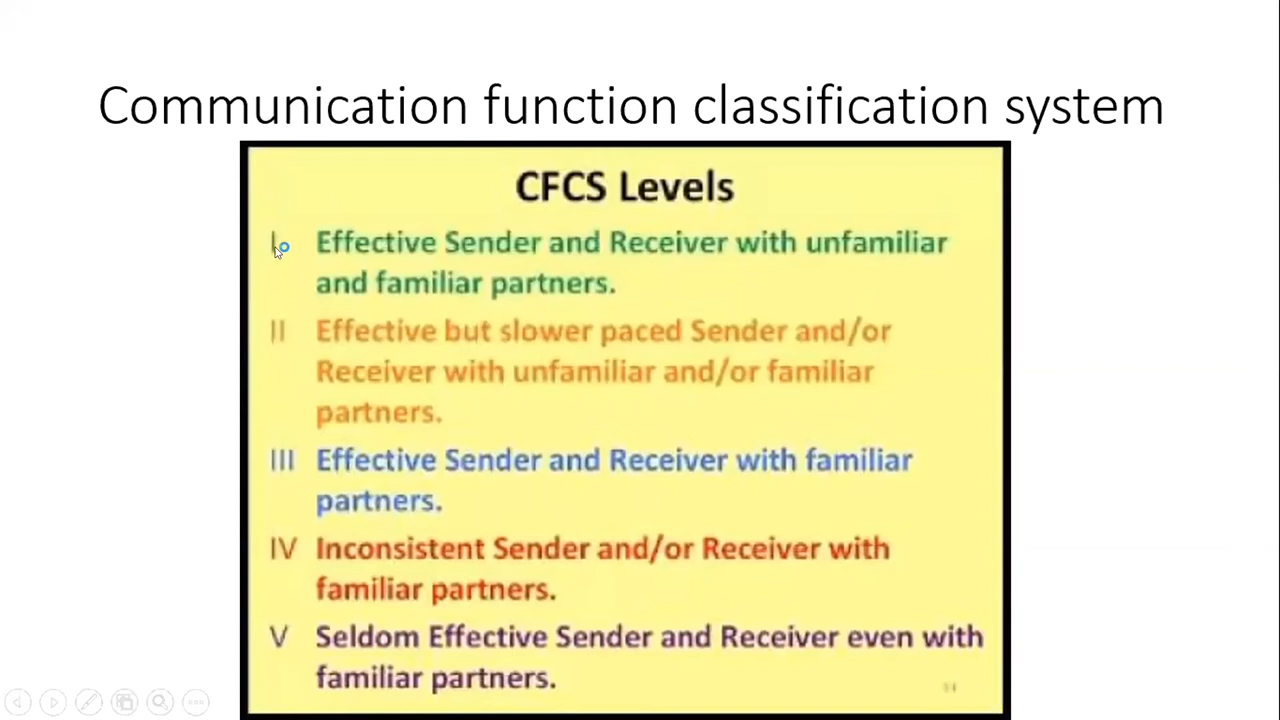 Communication function classification system
CFCS Levels
I Effective Sender and Receiver with unfamiliar
and familiar partners.
II Effective but slower paced Sender and/or
Receiver with unfamiliar and/or familiar
partners.
III Effective Sender and Receiver with familiar
partners.
IV Inconsistent Sender and/or Receiver with
familiar partners.
V Seldom Effective Sender and Receiver even with
familiar partners.